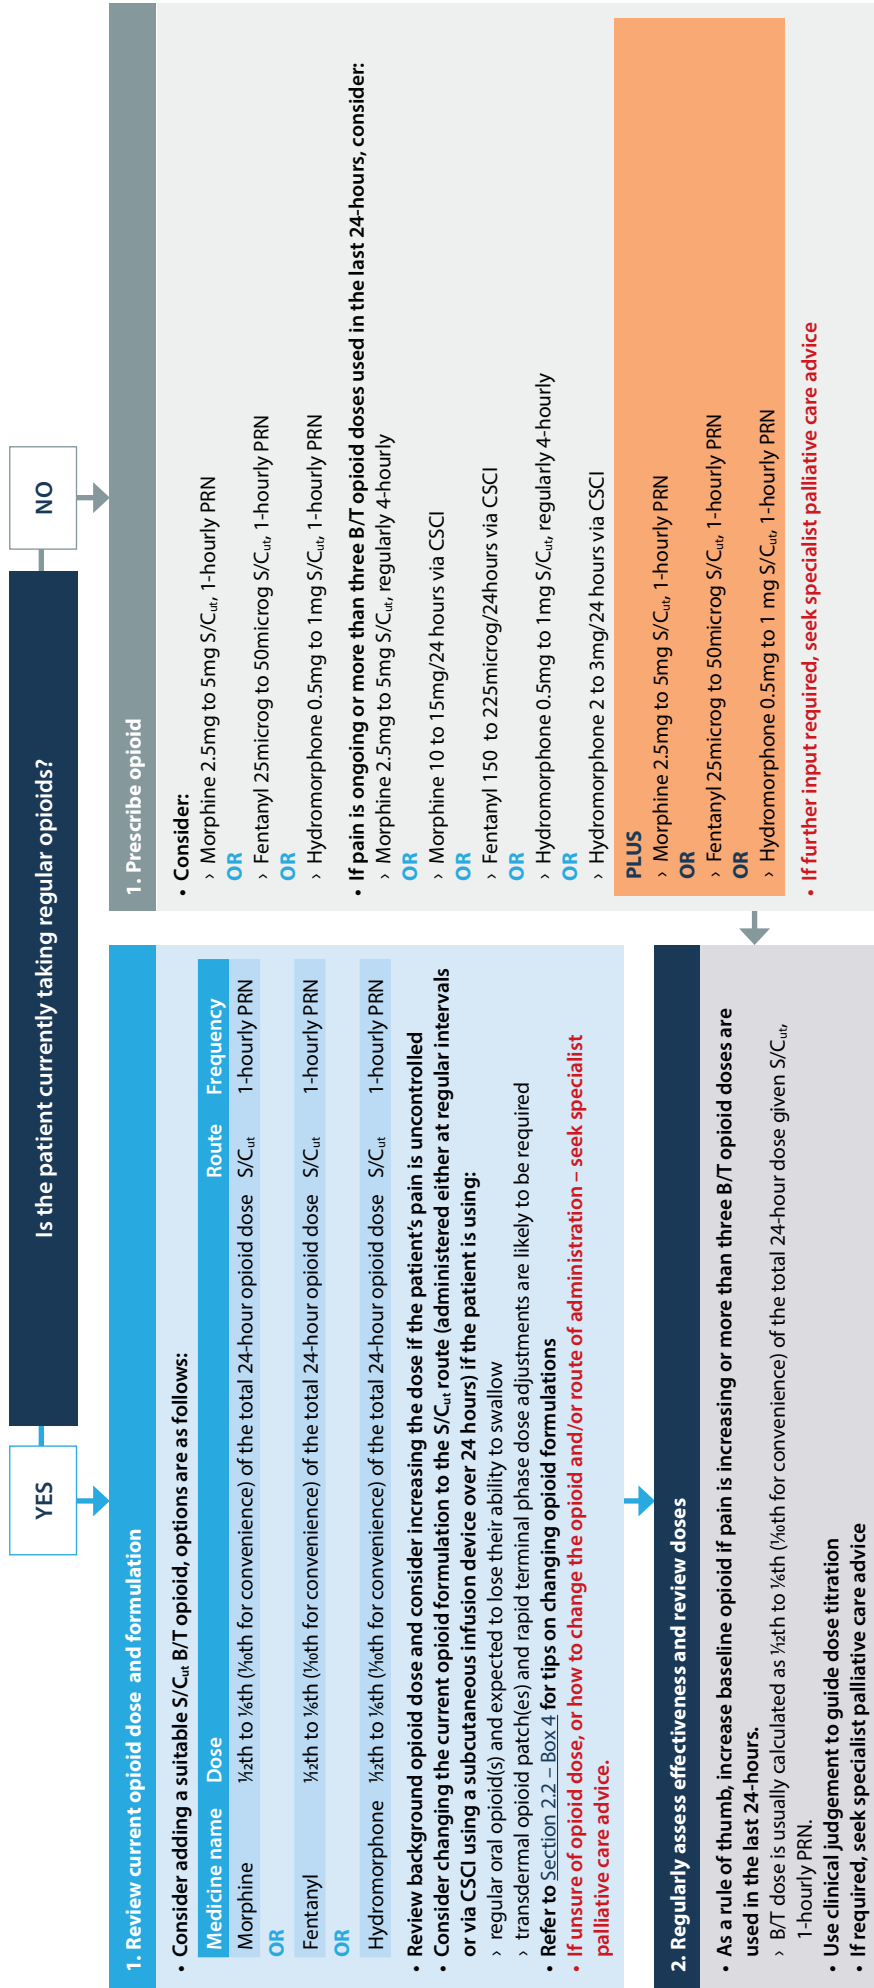 Is the patient currently taking regular opioids?
YES
NO
1. Review current opioid dose and formulation
• Consider adding a suitable S/Cut B/T opioid, options are as follows:
Medicine name Dose Route Frequency
Morphine 1⁄12th to 1⁄6th (1⁄10th for convenience) of the total 24-hour opioid dose S/Cut 1-hourly PRN
OR
Fentanyl 1⁄12th to 1⁄6th (1⁄10th for convenience) of the total 24-hour opioid dose S/Cut 1-hourly PRN
OR
Hydromorphone 1⁄12th to 1⁄6th (1⁄10th for convenience) of the total 24-hour opioid dose S/Cut 1-hourly PRN
• Review background opioid dose and consider increasing the dose if the patient's pain is uncontrolled
• Consider changing the current opioid formulation to the S/Cut route (administered either at regular intervals
or via CSCI using a subcutaneous infusion device over 24 hours) if the patient is using:
› regular oral opioid(s) and expected to lose their ability to swallow
› transdermal opioid patch(es) and rapid terminal phase dose adjustments are likely to be required
• Refer to Section 2.2 – Box 4 for tips on changing opioid formulations
• If unsure of opioid dose, or how to change the opioid and/or route of administration – seek specialist
palliative care advice.
1. Prescribe opioid
• Consider:
› Morphine 2.5mg to 5mg S/Cut, 1-hourly PRN
OR
› Fentanyl 25microg to 50microg S/Cut, 1-hourly PRN
OR
› Hydromorphone 0.5mg to 1mg S/Cut, 1-hourly PRN
• If pain is ongoing or more than three B/T opioid doses used in the last 24-hours, consider:
› Morphine 2.5mg to 5mg S/Cut, regularly 4-hourly
OR
› Morphine 10 to 15mg/24 hours via CSCI
OR
› Fentanyl 150 to 225microg/24hours via CSCI
OR
› Hydromorphone 0.5mg to 1mg S/Cut, regularly 4-hourly
OR
› Hydromorphone 2 to 3mg/24 hours via CSCI
PLUS
› Morphine 2.5mg to 5mg S/Cut, 1-hourly PRN
OR
› Fentanyl 25microg to 50microg S/Cut, 1-hourly PRN
OR
› Hydromorphone 0.5mg to 1 mg S/Cut, 1-hourly PRN
• If further input required, seek specialist palliative care advice
2. Regularly assess effectiveness and review doses
• As a rule of thumb, increase baseline opioid if pain is increasing or more than three B/T opioid doses are
used in the last 24-hours.
› B/T dose is usually calculated as 1⁄12th to 1⁄6th (1⁄10th for convenience) of the total 24-hour dose given S/Cut,
1-hourly PRN.
• Use clinical judgement to guide dose titration
• If required, seek specialist palliative care advice